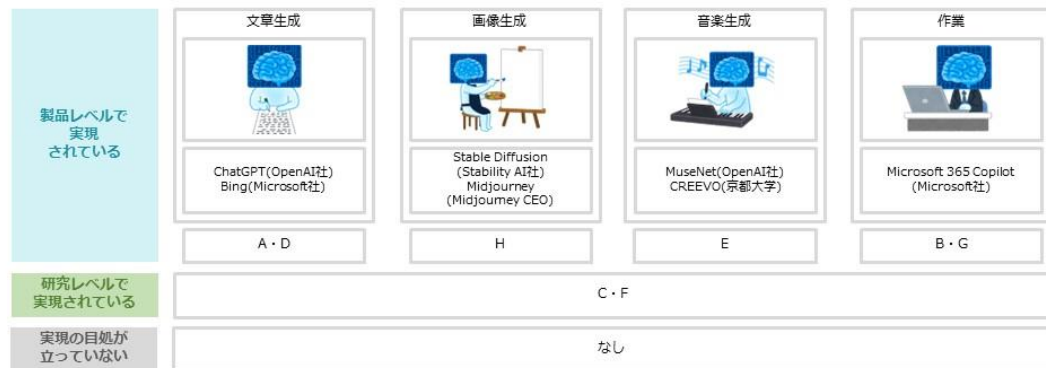 文章生成
画像生成
音楽生成
作業
製品レベルで
実現
されている
ChatGPT(OpenAI社)
Bing(Microsoft社)
Stable Diffusion
(Stability AI社)
Midjourney
(Midjourney CEO)
MuseNet(OpenAI社)
CREEVO(京都大学)
Microsoft 365 Copilot
(Microsoft社)
A・D
H
E
B・G
研究レベルで
実現されている
C・F
実現の目処が
立っていない
なし